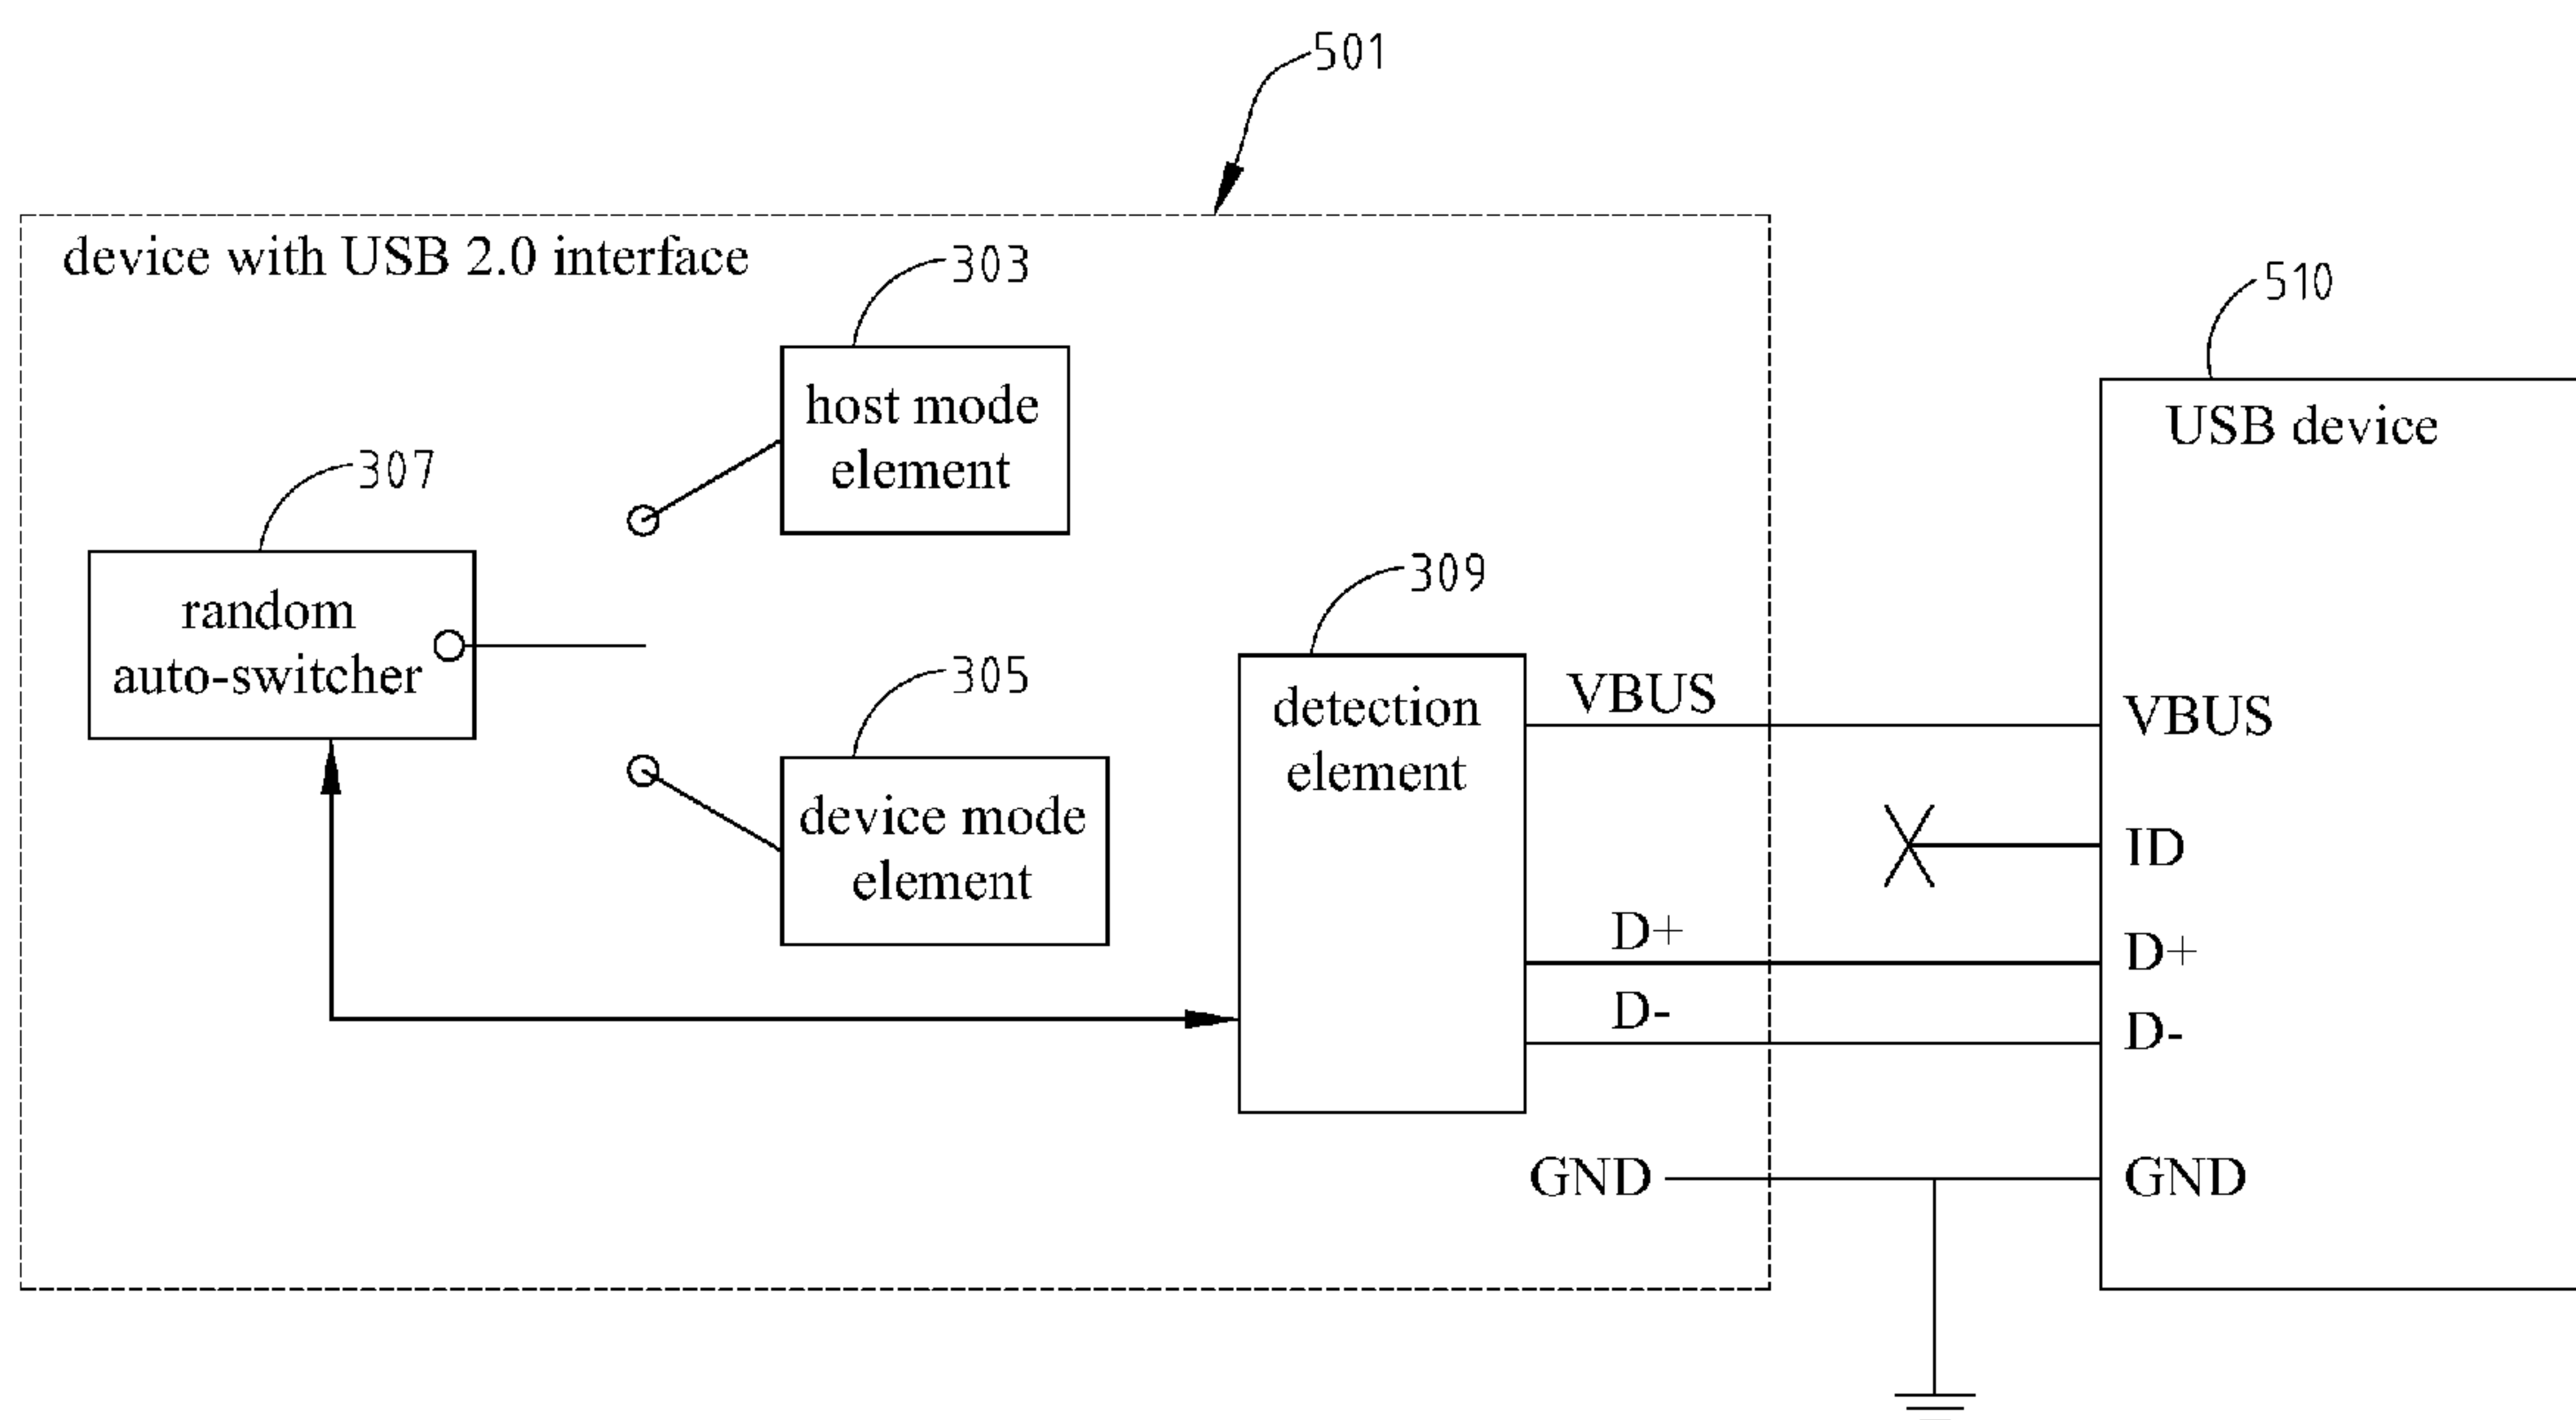 501
device with USB 2.0 interface
303
510
host mode
element
USB device
307
random
auto-switcher
309
305
detection
element
VBUS
VBUS
device mode
element
ID
D+
D+
D-
D-
GND
GND